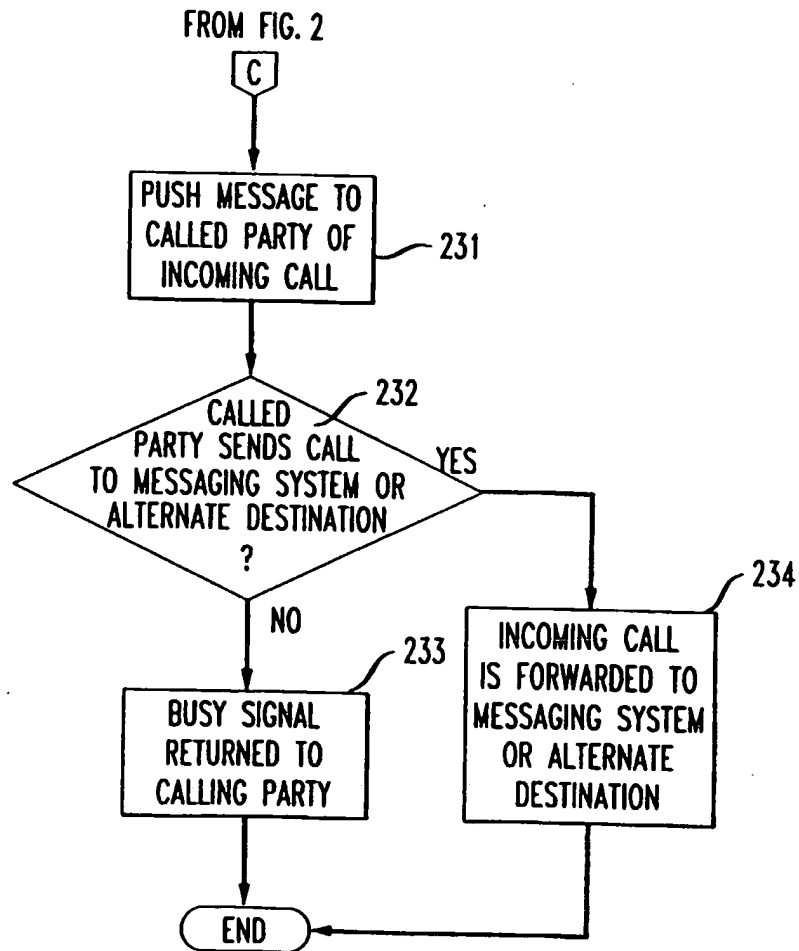 FROM FIG. 2
C
PUSH MESSAGE TO
CALLED PARTY OF
INCOMING CALL
231
232
CALLED
PARTY SENDS CALL
TO MESSAGING SYSTEM OR
ALTERNATE DESTINATION
?
YES
NO
233
BUSY SIGNAL
RETURNED TO
CALLING PARTY
234
INCOMING CALL
IS FORWARDED TO
MESSAGING SYSTEM
OR ALTERNATE
DESTINATION
END